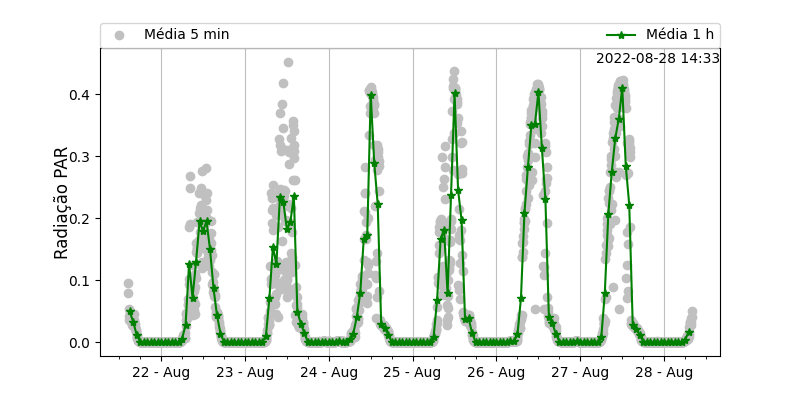 Média 5 min
Média 1 h
2022-08-28 14:33
Radiação PAR
0.4
0.3
0.2
0.1
0.0
22 - Aug
23 - Aug
24 - Aug
25 - Aug
26 - Aug
27 - Aug
28 - Aug